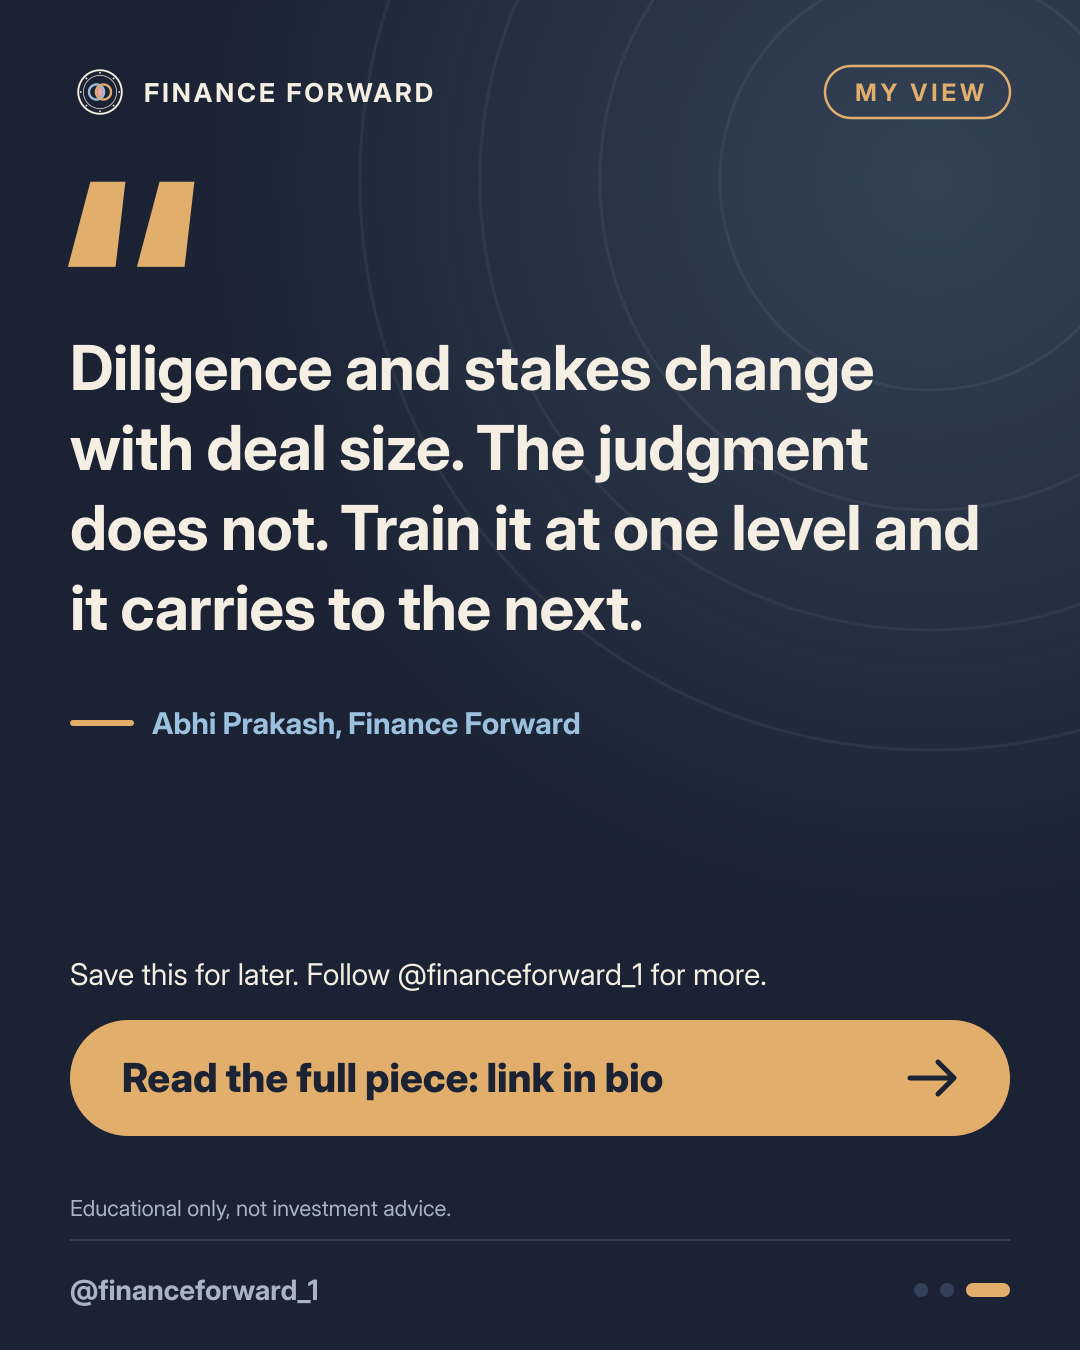 FINANCE FORWARD
MY VIEW
"
Diligence and stakes change
with deal size. The judgment
does not. Train it at one level and
it carries to the next.
Abhi Prakash, Finance Forward
Save this for later. Follow @financeforward_1 for more.
Read the full piece: link in bio
Educational only, not investment advice.
@financeforward_1